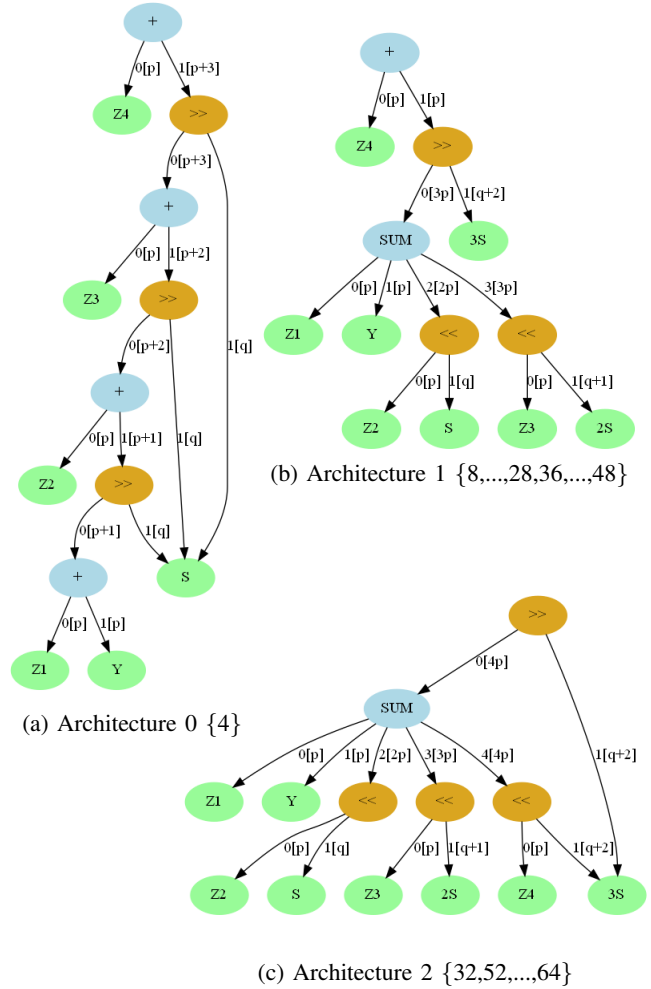 +
0[p] 1[p+3]
Z4 >>
0[p+3]
+
0[p] 1[p+2]
Z3 >>
0[p+2] 1[q] 1[q]
+
0[p] 1[p+1]
Z2 >>
0[p+1] 1[q]
+ S
0[p] 1[p]
Z1 Y
(a) Architecture 0 {4}
+
0[p] 1[p]
Z4 >>
0[3p] 1[q+2]
SUM 3S
0[p] 1[p] 2[2p] 3[3p]
Z1 Y << <<
0[p] 1[q] 0[p] 1[q+1]
Z2 S Z3 2S
(b) Architecture 1 {8,...,28,36,...,48}
>>
0[4p]
SUM
0[p] 1[p] 2[2p] 3[3p] 4[4p] 1[q+2]
Z1 Y << << <<
0[p] 1[q] 0[p] 1[q+1] 0[p] 1[q+2]
Z2 S Z3 2S Z4 3S
(c) Architecture 2 {32,52,...,64}